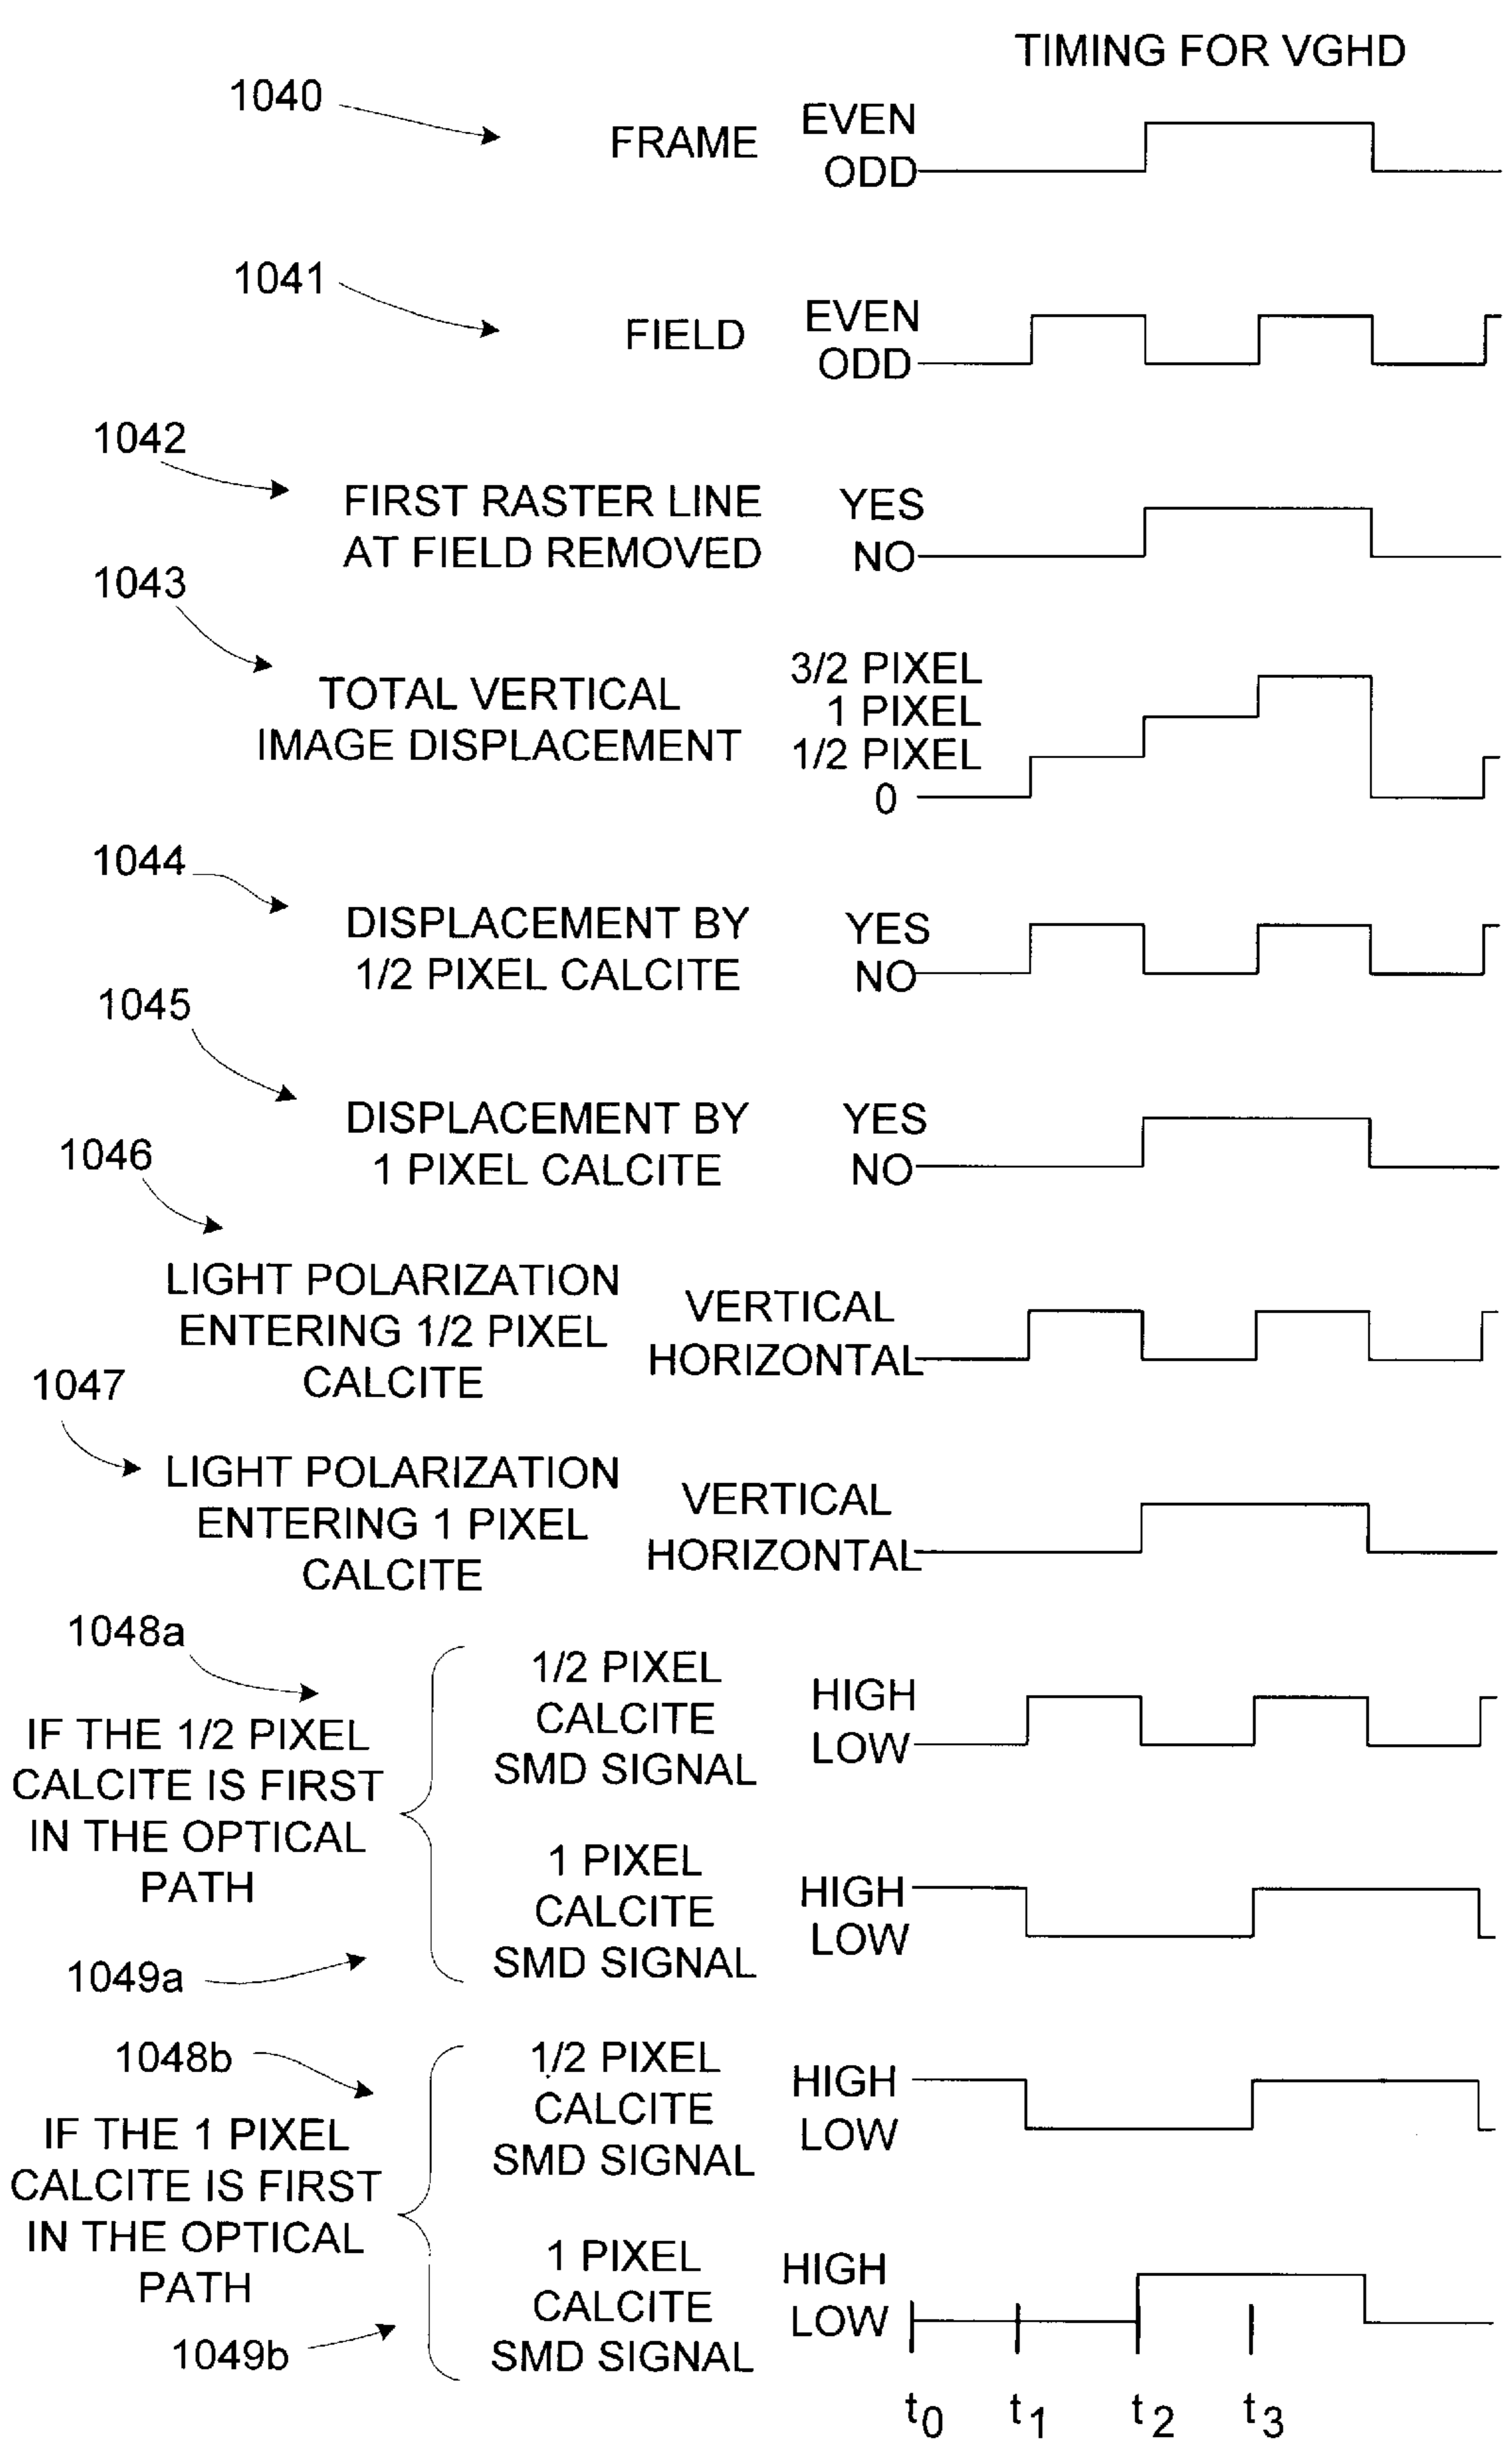 TIMING FOR VGHD
1040
FRAME
EVEN
ODD
1041
FIELD
EVEN
ODD
1042
FIRST RASTER LINE
AT FIELD REMOVED
YES
NO
1043
TOTAL VERTICAL
IMAGE DISPLACEMENT
3/2 PIXEL
1 PIXEL
1/2 PIXEL
0
1044
DISPLACEMENT BY
1/2 PIXEL CALCITE
YES
NO
1045
DISPLACEMENT BY
1 PIXEL CALCITE
YES
NO
1046
LIGHT POLARIZATION
ENTERING 1/2 PIXEL
CALCITE
VERTICAL
HORIZONTAL
1047
LIGHT POLARIZATION
ENTERING 1 PIXEL
CALCITE
VERTICAL
HORIZONTAL
1048a
IF THE 1/2 PIXEL
CALCITE IS FIRST
IN THE OPTICAL
PATH
1/2 PIXEL
CALCITE
SMD SIGNAL
HIGH
LOW
1049a
1 PIXEL
CALCITE
SMD SIGNAL
HIGH
LOW
1048b
IF THE 1 PIXEL
CALCITE IS FIRST
IN THE OPTICAL
PATH
1/2 PIXEL
CALCITE
SMD SIGNAL
HIGH
LOW
1049b
1 PIXEL
CALCITE
SMD SIGNAL
HIGH
LOW
t0 t1 t2 t3